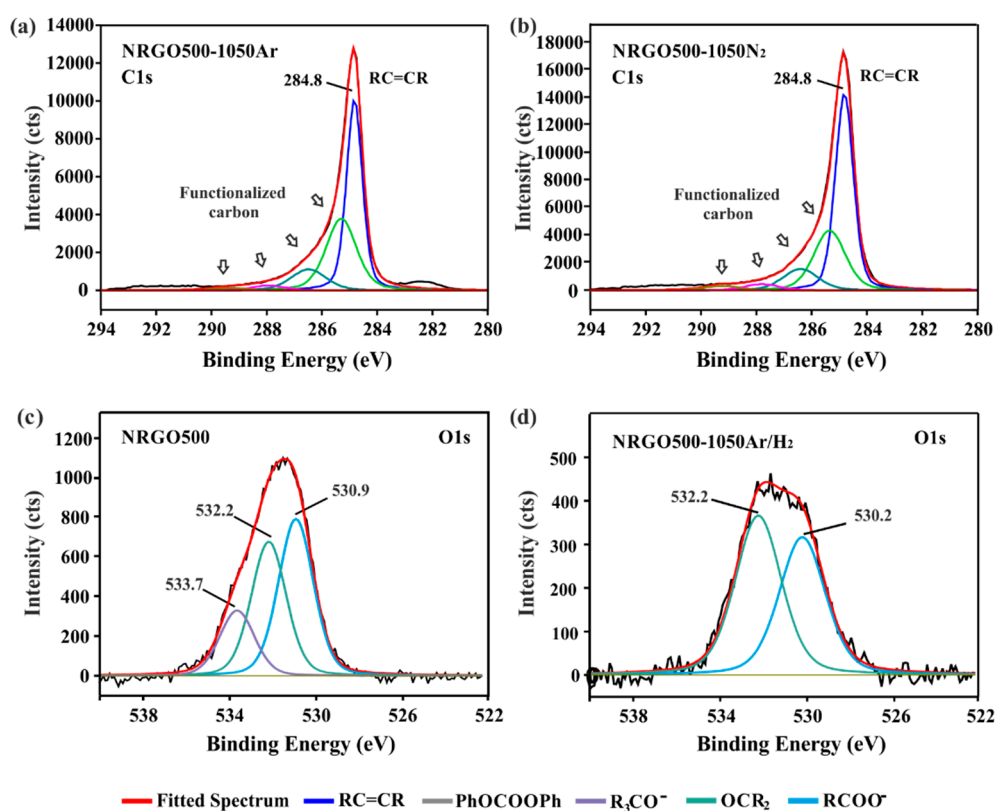 (a)
14000
12000
10000
8000
6000
4000
2000
0
Intensity (cts)
NRGO500-1050Ar
C1s
284.8
RC=CR
Functionalized
carbon
294 292 290 288 286 284 282 280
Binding Energy (eV)
(b)
18000
16000
14000
12000
10000
8000
6000
4000
2000
0
Intensity (cts)
NRGO500-1050N₂
C1s
284.8
RC=CR
Functionalized
carbon
294 292 290 288 286 284 282 280
Binding Energy (eV)
(c)
1200
1000
800
600
400
200
0
Intensity (cts)
NRGO500
O1s
530.9
532.2
533.7
538 534 530 526 522
Binding Energy (eV)
(d)
500
400
300
200
100
0
Intensity (cts)
NRGO500-1050Ar/H₂
O1s
532.2
530.2
538 534 530 526 522
Binding Energy (eV)
Fitted Spectrum RC=CR PhOCOOPh R₃CO⁻ OCR₂ RCOO⁻